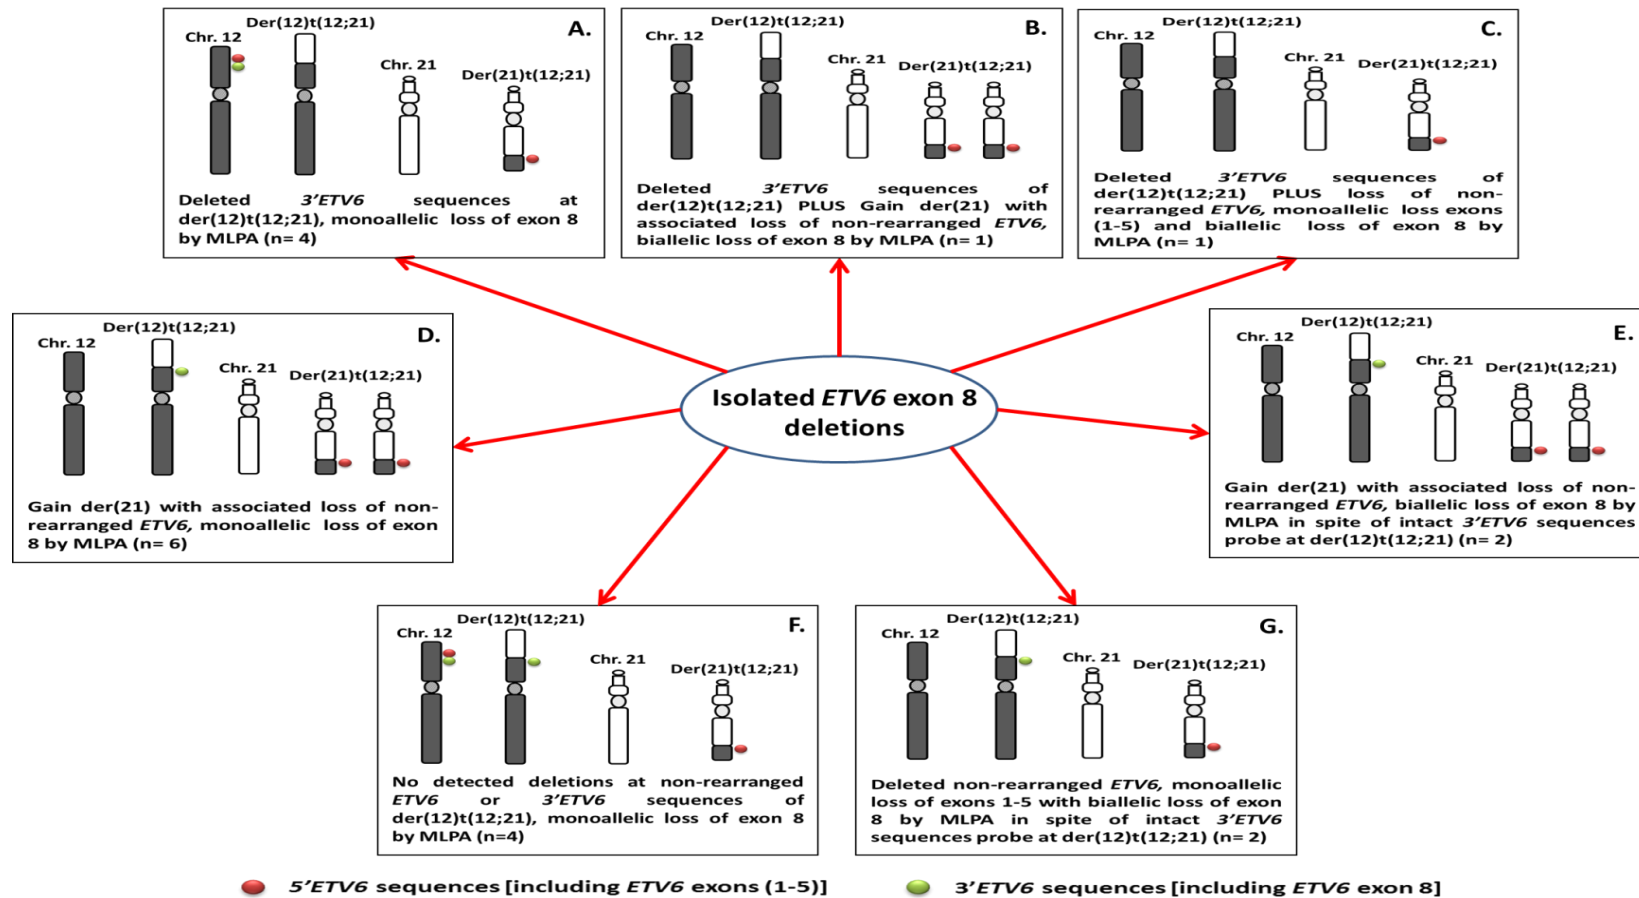 A.
Chr. 12
Der(12)t(12;21)
Chr. 21
Der(21)t(12;21)
Deleted 3'ETV6 sequences at
der(12)t(12;21), monoallelic loss of exon 8
by MLPA (n= 4)
B.
Chr. 12
Der(12)t(12;21)
Chr. 21
Der(21)t(12;21)
Deleted 3'ETV6 sequences of
der(12)t(12;21) PLUS Gain der(21) with
associated loss of non-rearranged ETV6,
biallelic loss of exon 8 by MLPA (n= 1)
C.
Chr. 12
Der(12)t(12;21)
Chr. 21
Der(21)t(12;21)
Deleted 3'ETV6 sequences of
der(12)t(12;21) PLUS loss of non-
rearranged ETV6, monoallelic loss exons
(1-5) and biallelic loss of exon 8 by
MLPA (n= 1)
D.
Chr. 12
Der(12)t(12;21)
Chr. 21
Der(21)t(12;21)
Gain der(21) with associated loss of non-
rearranged ETV6, monoallelic loss of exon
8 by MLPA (n= 6)
Isolated ETV6 exon 8
deletions
E.
Chr. 12
Der(12)t(12;21)
Chr. 21
Der(21)t(12;21)
Gain der(21) with associated loss of non-
rearranged ETV6, biallelic loss of exon 8 by
MLPA in spite of intact 3'ETV6 sequences
probe at der(12)t(12;21) (n= 2)
F.
Chr. 12
Der(12)t(12;21)
Chr. 21
Der(21)t(12;21)
No detected deletions at non-rearranged
ETV6 or 3'ETV6 sequences of
der(12)t(12;21), monoallelic loss of exon 8
by MLPA (n=4)
G.
Chr. 12
Der(12)t(12;21)
Chr. 21
Der(21)t(12;21)
Deleted non-rearranged ETV6, monoallelic
loss of exons 1-5 with biallelic loss of exon
8 by MLPA in spite of intact 3'ETV6
sequences probe at der(12)t(12;21) (n= 2)
5'ETV6 sequences [including ETV6 exons (1-5)]
3'ETV6 sequences [including ETV6 exon 8]